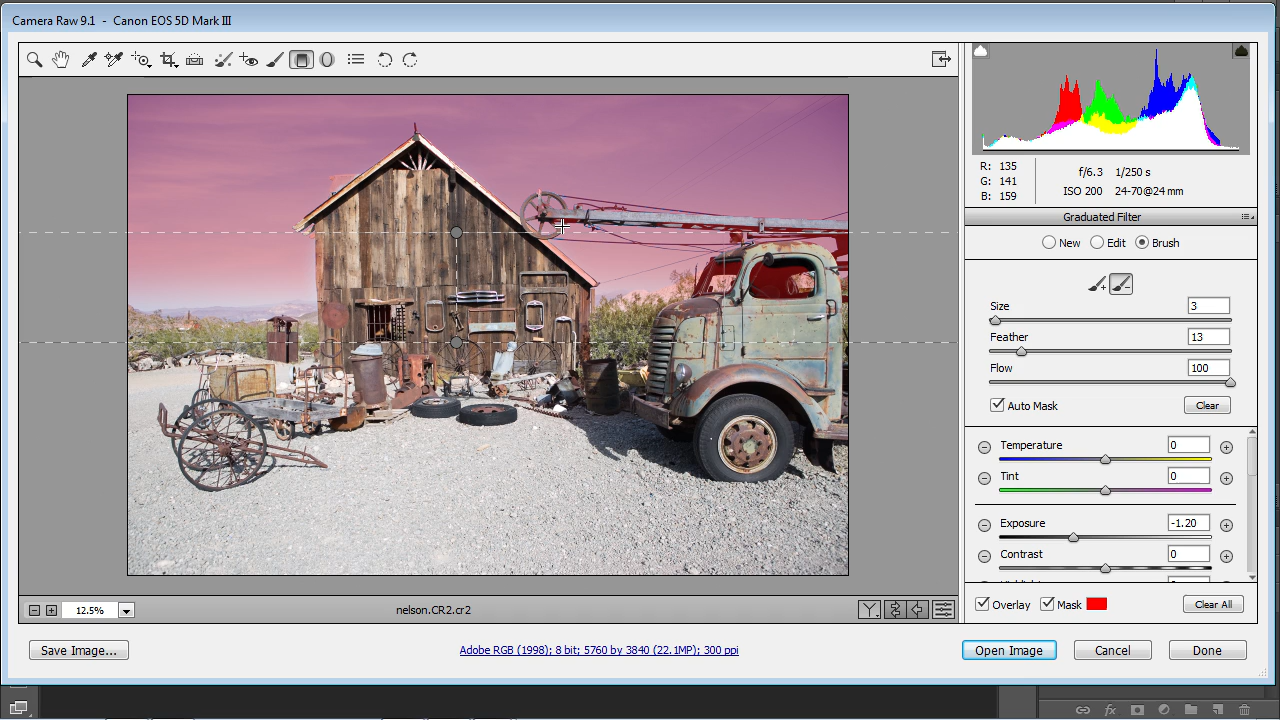 Camera Raw 9.1 - Canon EOS 5D Mark III
R: 135
G: 141
B: 159
f/6.3 1/250 s
ISO 200 24-70@24 mm
Graduated Filter
New Edit Brush
Size 3
Feather 13
Flow 100
Auto Mask Clear
Temperature 0
Tint 0
Exposure -1.20
Contrast 0
12.5% nelson.CR2.cr2
Overlay Mask Clear All
Save Image... Adobe RGB (1998); 8 bit; 5760 by 3840 (22.1MP); 300 ppi Open Image Cancel Done
fx